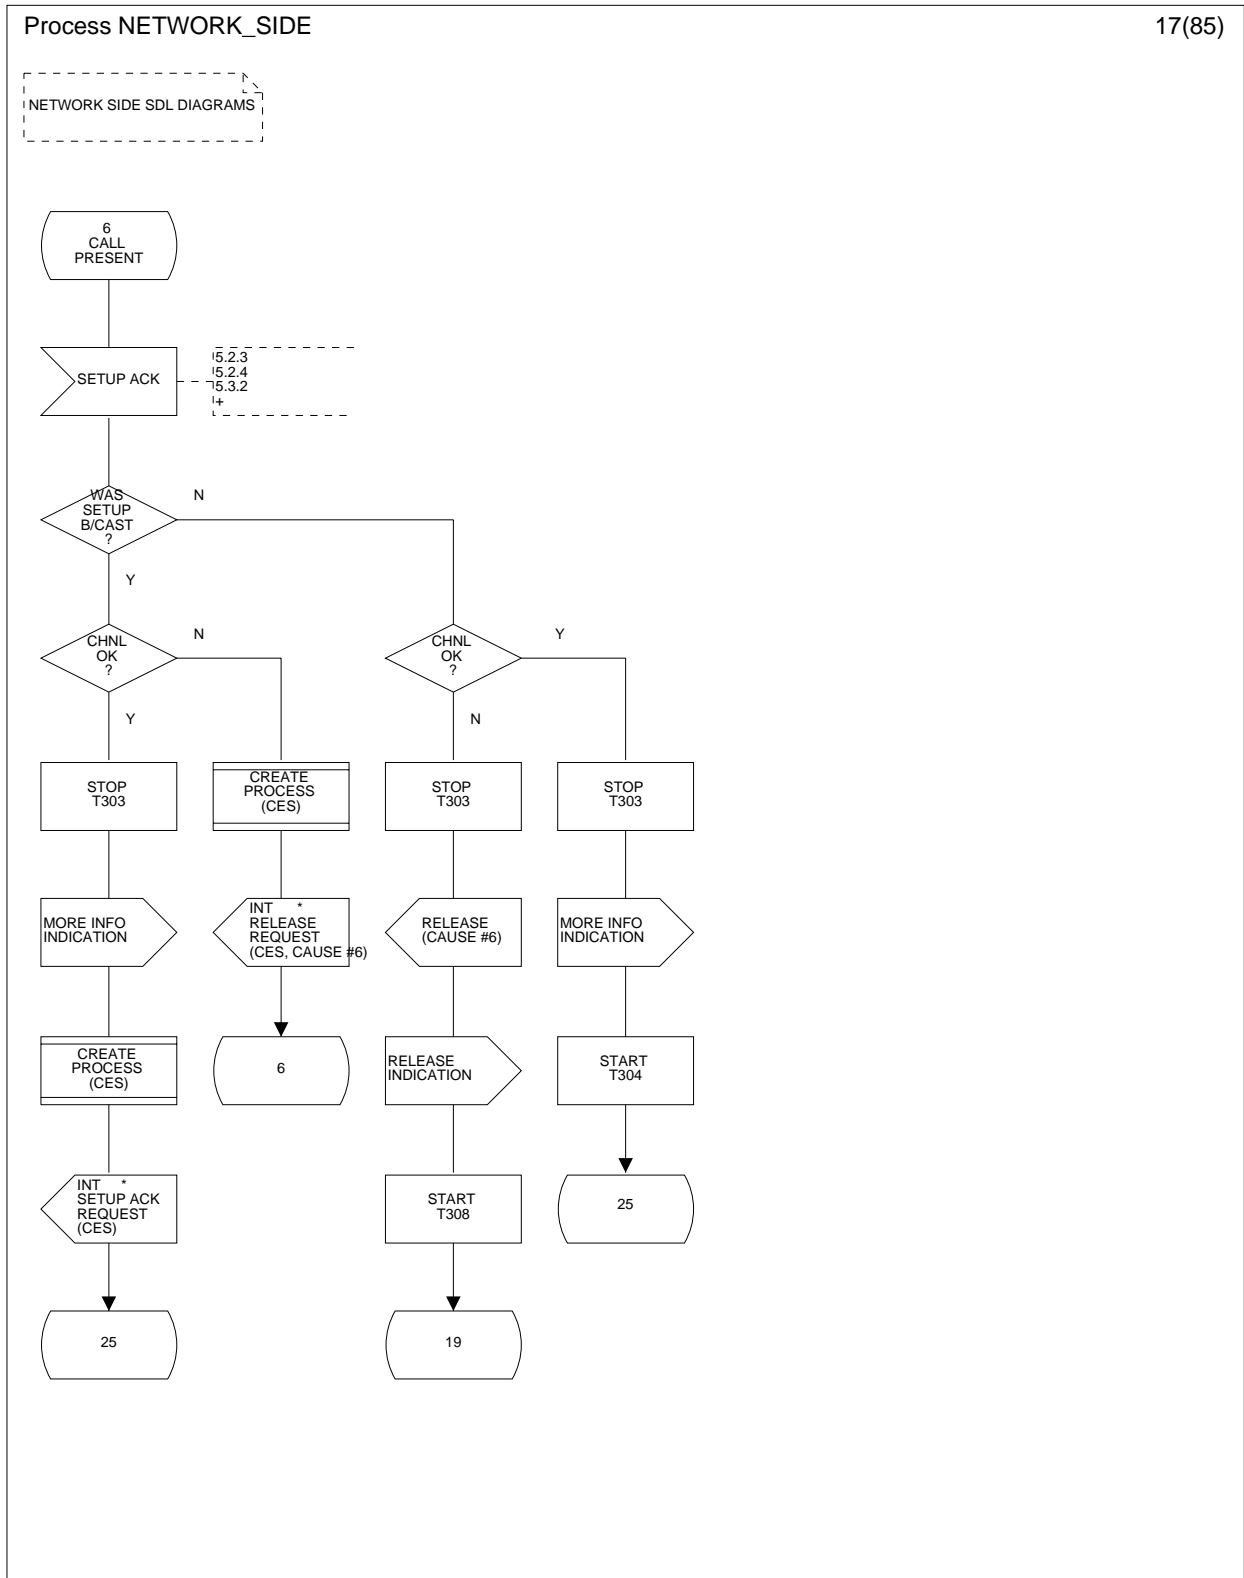 Process NETWORK_SIDE
17(85)
NETWORK SIDE SDL DIAGRAMS
6
CALL
PRESENT
SETUP ACK
5.2.3
5.2.4
5.3.2
+
WAS
SETUP
B/CAST
?
N
Y
CHNL
OK
?
N
CHNL
OK
?
Y
Y
N
STOP
T303
CREATE
PROCESS
(CES)
STOP
T303
STOP
T303
MORE INFO
INDICATION
INT *
RELEASE
REQUEST
(CES, CAUSE #6)
RELEASE
(CAUSE #6)
MORE INFO
INDICATION
CREATE
PROCESS
(CES)
6
RELEASE
INDICATION
START
T304
INT *
SETUP ACK
REQUEST
(CES)
START
T308
25
25
19